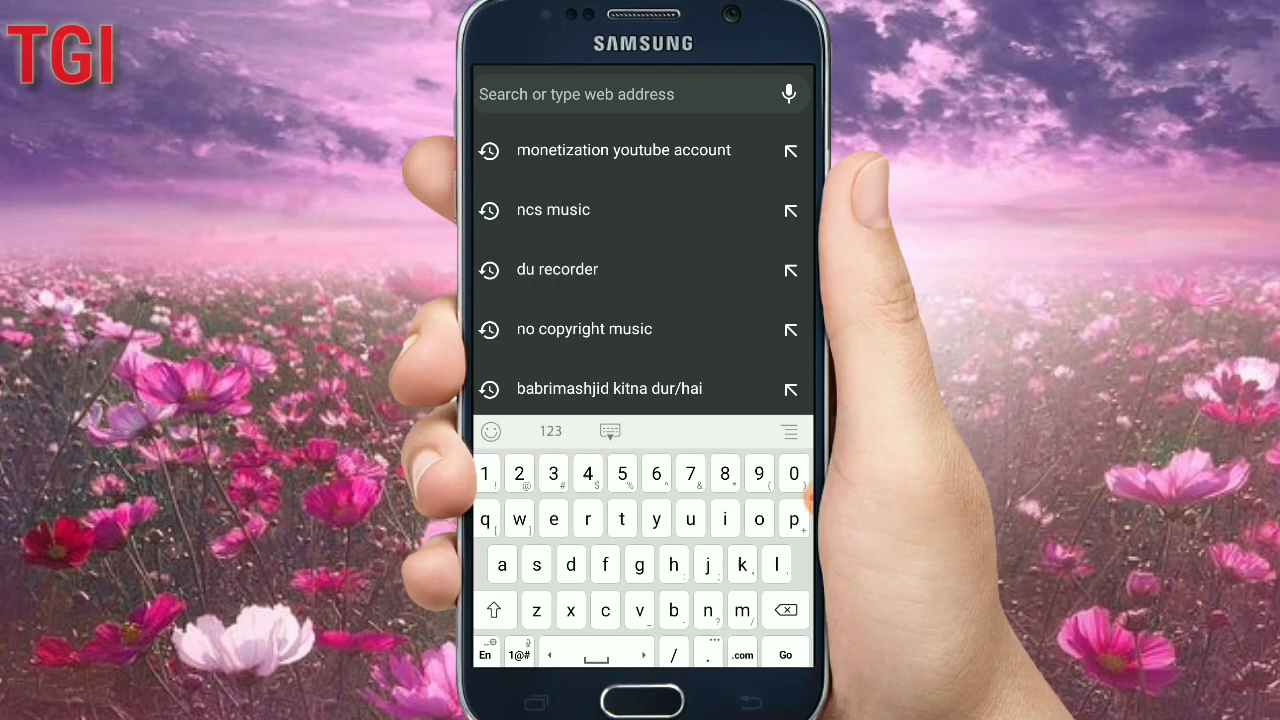 TGI
SAMSUNG
Search or type web address
monetization youtube account
ncs music
du recorder
no copyright music
babrimashjid kitna dur/hai
123
1 ! 2 @ 3 # 4 $ 5 % 6 ^ 7 & 8 * 9 ( 0 )
q [ w ] e r t y u i o p +
a s d f g h : j ; k , l .
z x c v _ b - n ? m /
En 1@# / . .com Go